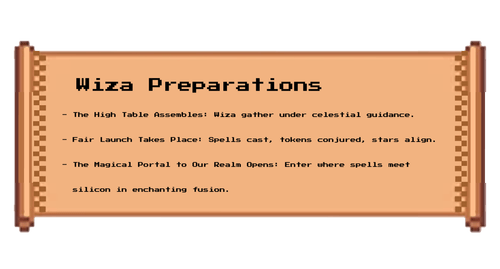 Wiza Preparations
- The High Table Assembles: Wiza gather under celestial guidance.
- Fair Launch Takes Place: Spells cast, tokens conjured, stars align.
- The Magical Portal to Our Realm Opens: Enter where spells meet
silicon in enchanting fusion.